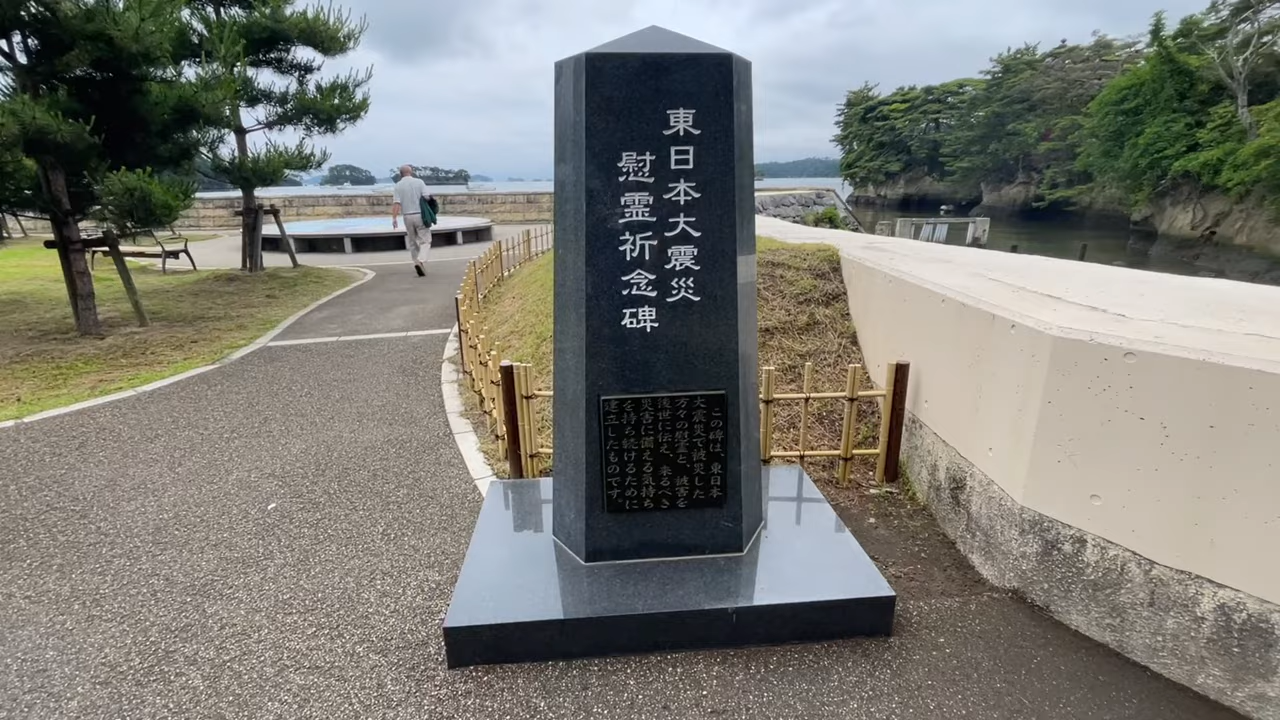 東日本大震災
慰霊祈念碑
この碑は、東日本
大震災で被災した
方々の慰霊と、被害を
後世に伝え、来るべき
災害に備える気持ち
を持ち続けるために
建立したものです。